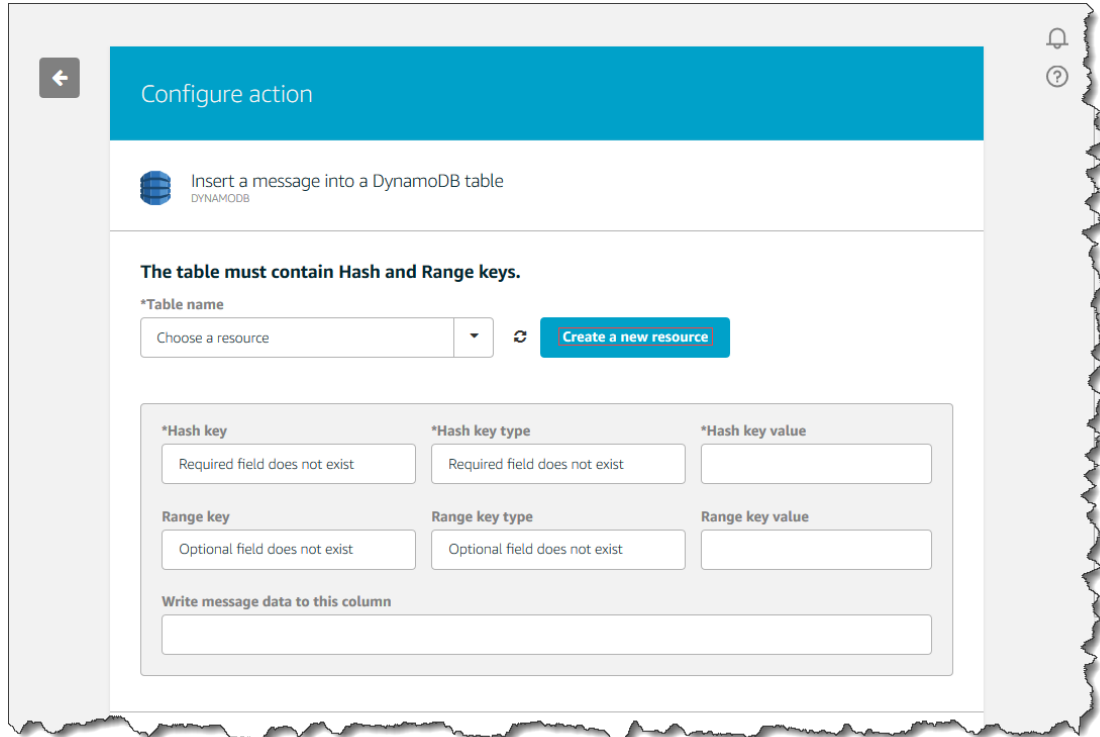 Configure action
Insert a message into a DynamoDB table
DYNAMODB
The table must contain Hash and Range keys.
*Table name
Choose a resource
Create a new resource
*Hash key *Hash key type *Hash key value
Required field does not exist Required field does not exist
Range key Range key type Range key value
Optional field does not exist Optional field does not exist
Write message data to this column